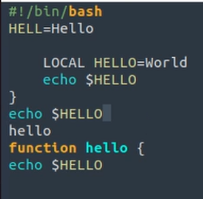 #!/bin/bash
HELL=Hello
LOCAL HELLO=World
echo $HELLO
}
echo $HELLO
hello
function hello {
echo $HELLO